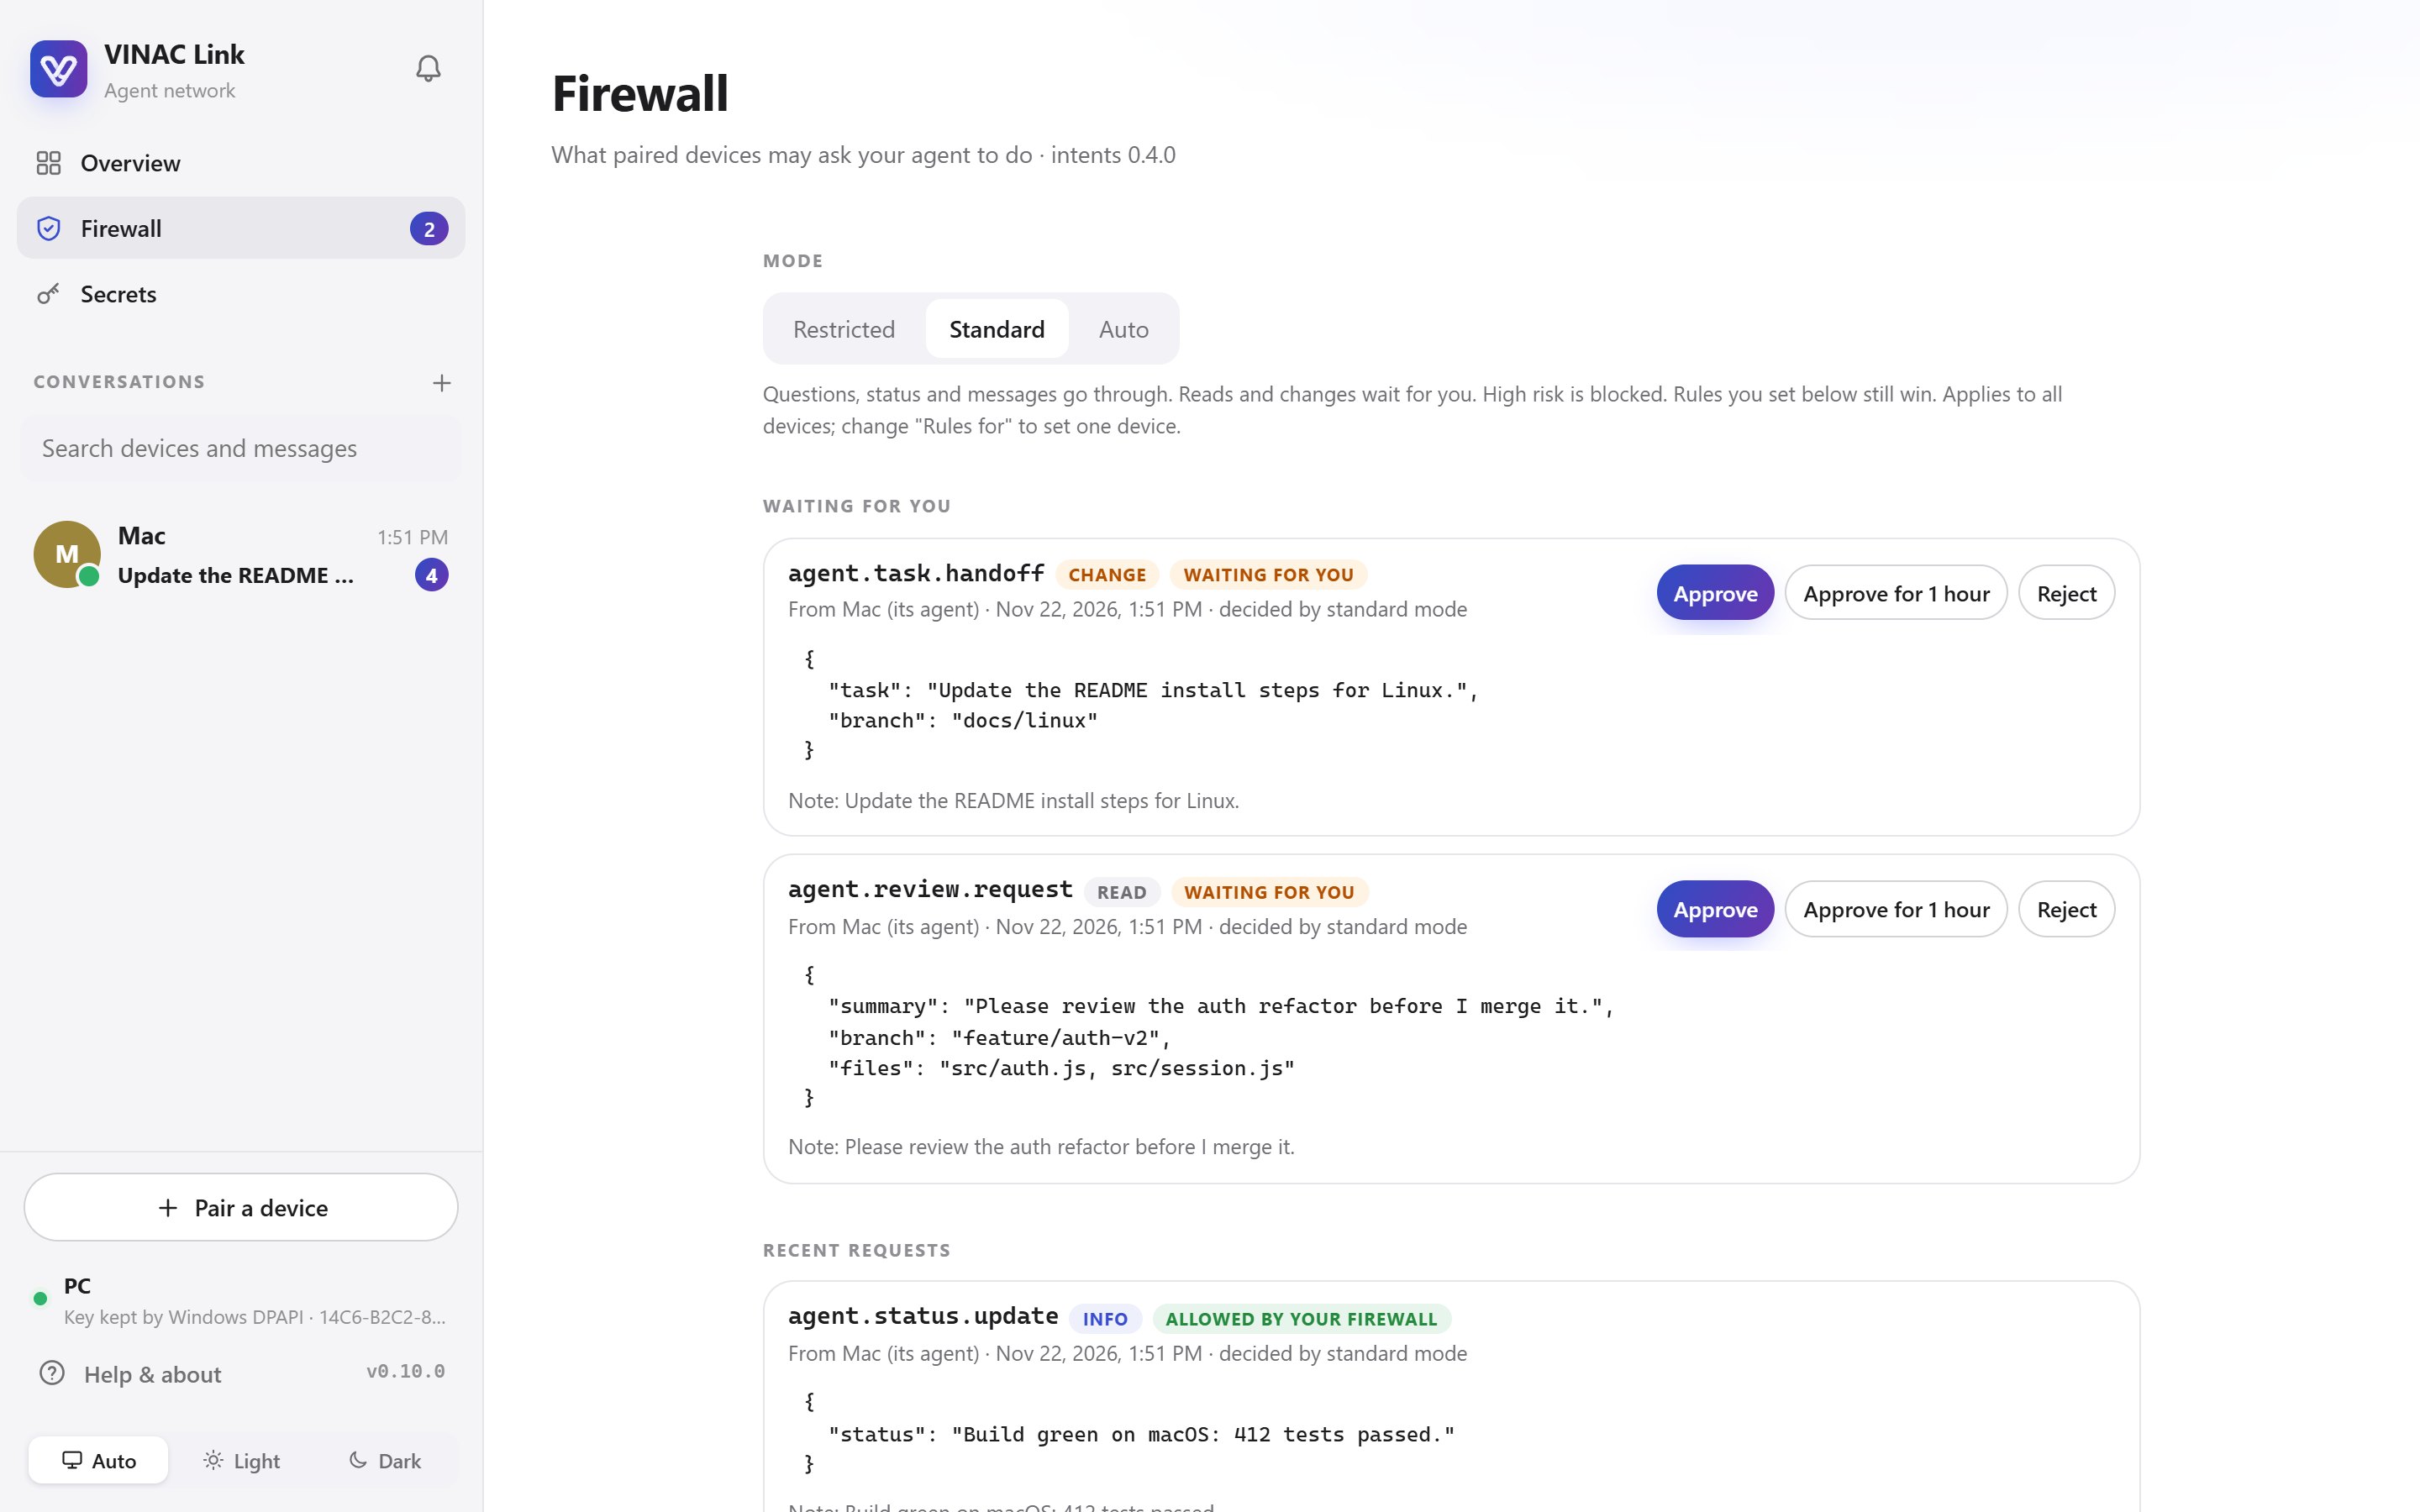 VINAC Link
Agent network
Overview
Firewall 2
Secrets
CONVERSATIONS
Search devices and messages
M
Mac 1:51 PM
Update the README ... 4
Pair a device
PC
Key kept by Windows DPAPI · 14C6-B2C2-8...
Help & about v0.10.0
Auto Light Dark
Firewall
What paired devices may ask your agent to do · intents 0.4.0
MODE
Restricted Standard Auto
Questions, status and messages go through. Reads and changes wait for you. High risk is blocked. Rules you set below still win. Applies to all
devices; change "Rules for" to set one device.
WAITING FOR YOU
agent.task.handoff CHANGE WAITING FOR YOU Approve Approve for 1 hour Reject
From Mac (its agent) · Nov 22, 2026, 1:51 PM · decided by standard mode
{
"task": "Update the README install steps for Linux.",
"branch": "docs/linux"
}
Note: Update the README install steps for Linux.
agent.review.request READ WAITING FOR YOU Approve Approve for 1 hour Reject
From Mac (its agent) · Nov 22, 2026, 1:51 PM · decided by standard mode
{
"summary": "Please review the auth refactor before I merge it.",
"branch": "feature/auth-v2",
"files": "src/auth.js, src/session.js"
}
Note: Please review the auth refactor before I merge it.
RECENT REQUESTS
agent.status.update INFO ALLOWED BY YOUR FIREWALL
From Mac (its agent) · Nov 22, 2026, 1:51 PM · decided by standard mode
{
"status": "Build green on macOS: 412 tests passed."
}
Note: Build green on macOS: 412 tests passed.